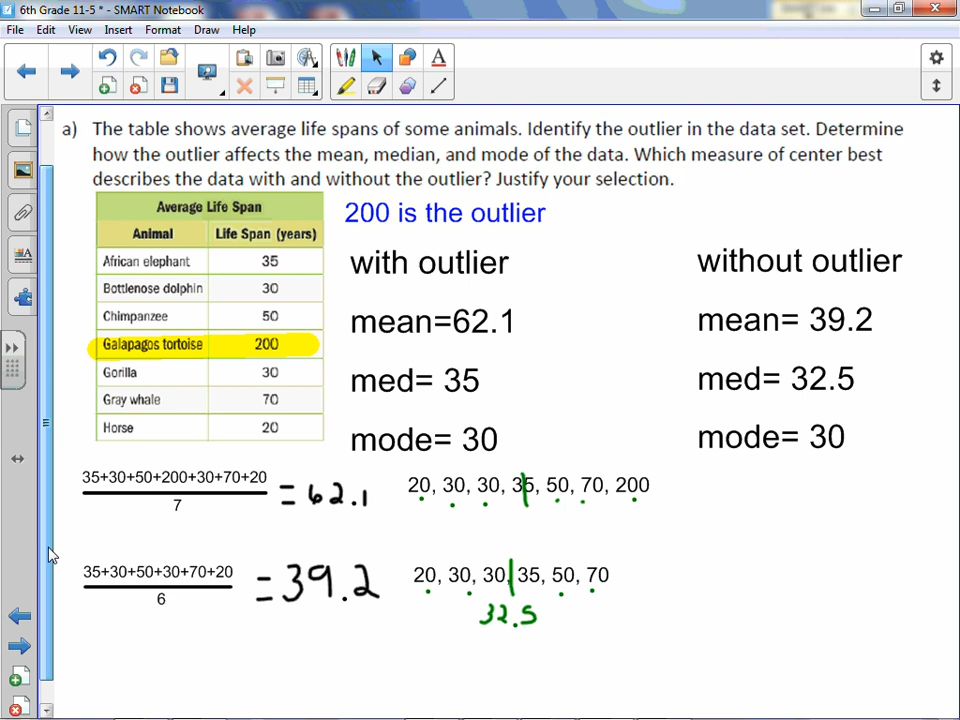 6th Grade 11-5 * - SMART Notebook
File Edit View Insert Format Draw Help
a) The table shows average life spans of some animals. Identify the outlier in the data set. Determine
how the outlier affects the mean, median, and mode of the data. Which measure of center best
describes the data with and without the outlier? Justify your selection.
Average Life Span
Animal Life Span (years)
African elephant 35
Bottlenose dolphin 30
Chimpanzee 50
Galapagos tortoise 200
Gorilla 30
Gray whale 70
Horse 20
200 is the outlier
with outlier
mean=62.1
med= 35
mode= 30
without outlier
mean= 39.2
med= 32.5
mode= 30
35+30+50+200+30+70+20
7
= 62.1
20, 30, 30, 35, 50, 70, 200
35+30+50+30+70+20
6
= 39.2
20, 30, 30, 35, 50, 70
32.5